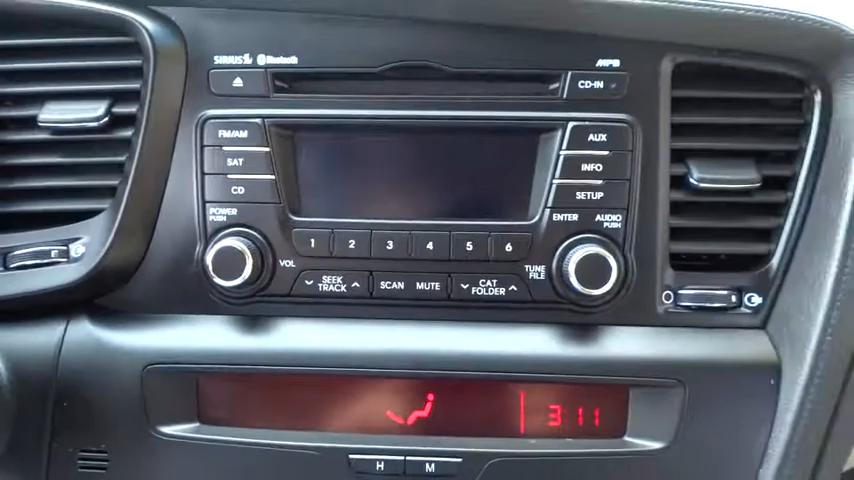 SIRIUS Bluetooth
MP3
CD-IN
FM/AM
SAT
CD
AUX
INFO
SETUP
POWER
PUSH
ENTER
AUDIO
PUSH
1 2 3 4 5 6
VOL
SEEK
TRACK
SCAN MUTE
CAT
FOLDER
TUNE
FILE
3:11
H M